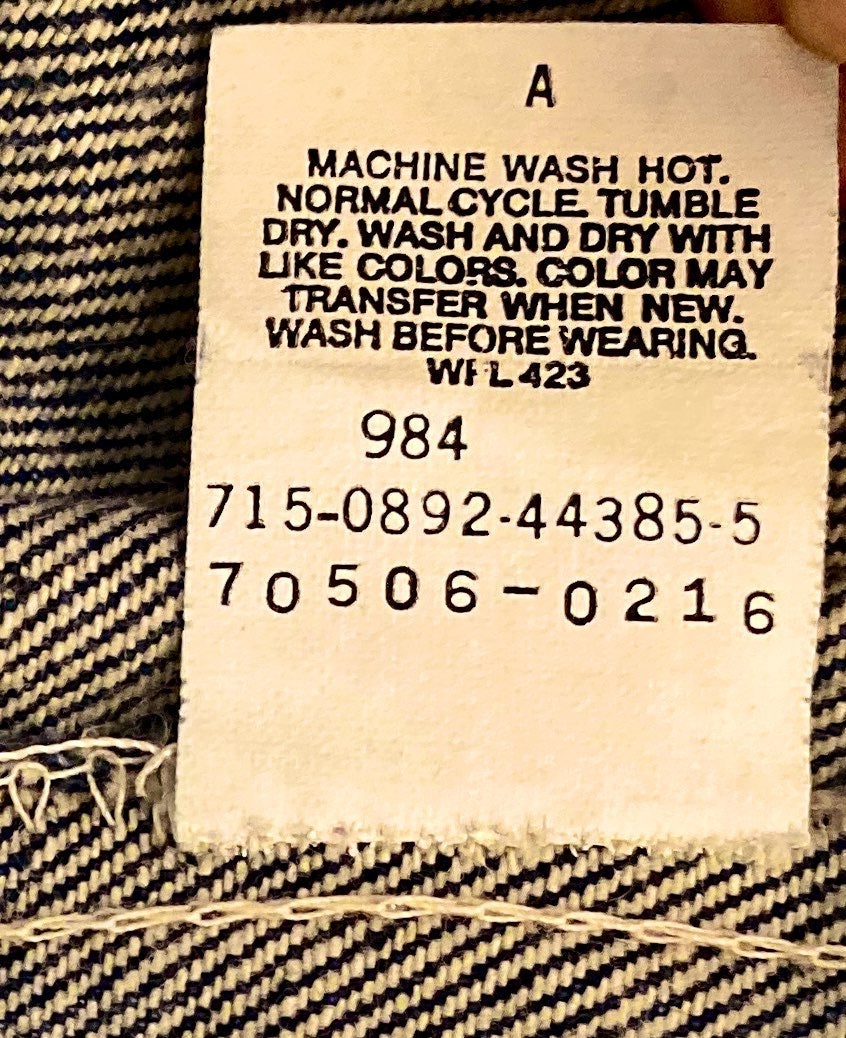 A
MACHINE WASH HOT.
NORMAL CYCLE. TUMBLE
DRY. WASH AND DRY WITH
LIKE COLORS. COLOR MAY
TRANSFER WHEN NEW.
WASH BEFORE WEARING.
WPL 423
984
715-0892-44385-5
70506-0216